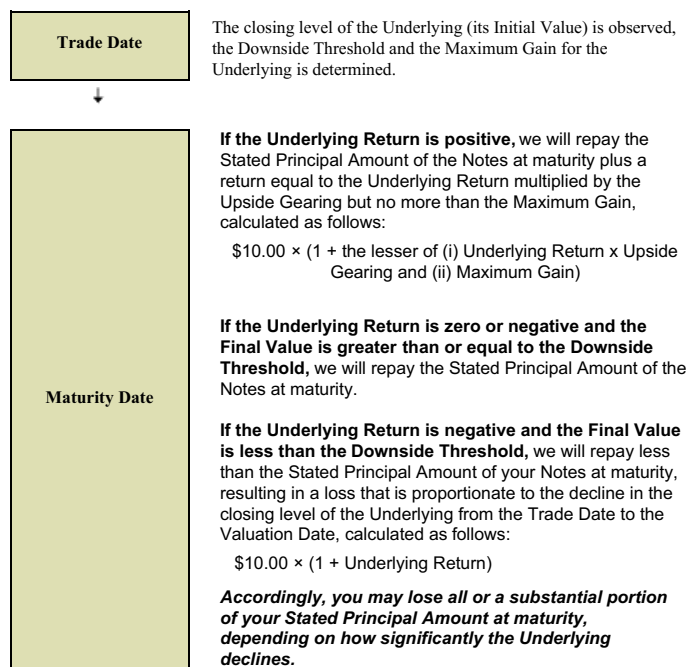 Trade Date
The closing level of the Underlying (its Initial Value) is observed,
the Downside Threshold and the Maximum Gain for the
Underlying is determined.
Maturity Date
If the Underlying Return is positive, we will repay the
Stated Principal Amount of the Notes at maturity plus a
return equal to the Underlying Return multiplied by the
Upside Gearing but no more than the Maximum Gain,
calculated as follows:
$10.00 × (1 + the lesser of (i) Underlying Return x Upside
Gearing and (ii) Maximum Gain)
If the Underlying Return is zero or negative and the
Final Value is greater than or equal to the Downside
Threshold, we will repay the Stated Principal Amount of the
Notes at maturity.
If the Underlying Return is negative and the Final Value
is less than the Downside Threshold, we will repay less
than the Stated Principal Amount of your Notes at maturity,
resulting in a loss that is proportionate to the decline in the
closing level of the Underlying from the Trade Date to the
Valuation Date, calculated as follows:
$10.00 × (1 + Underlying Return)
Accordingly, you may lose all or a substantial portion
of your Stated Principal Amount at maturity,
depending on how significantly the Underlying
declines.